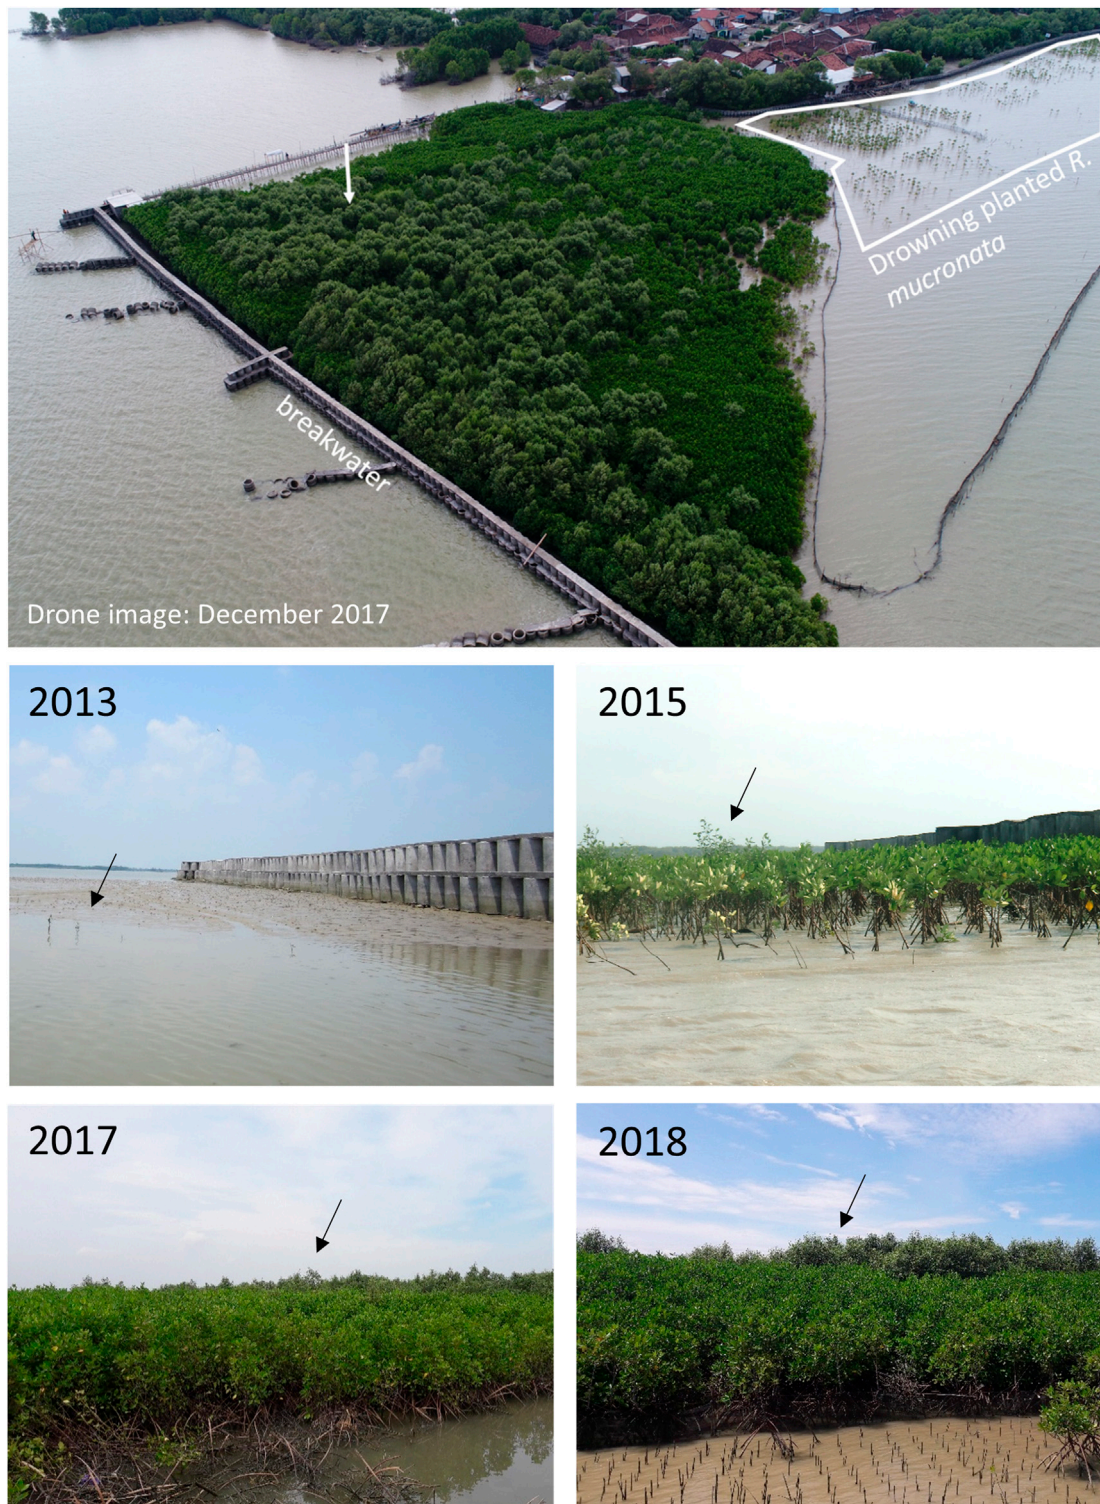 Drowning planted R.
mucronata
breakwater
Drone image: December 2017
2013
2015
2017
2018